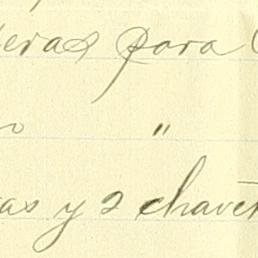 eras para
o "
as y 2 chavet